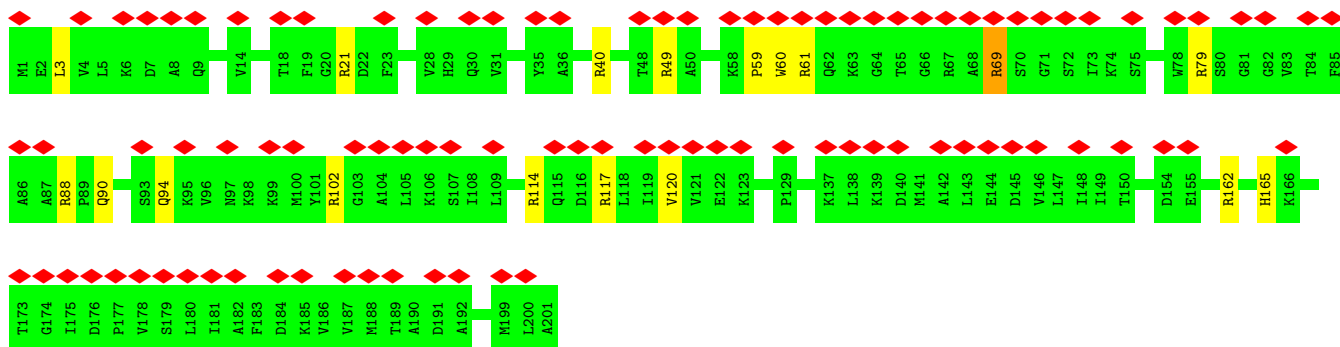 M1 E2 L3 V4 L5 K6 D7 A8 Q9 V14 T18 F19 G20 R21 D22 F23 V28 H29 Q30 V31 Y35 A36 R40 T48 R49 A50 K58 P59 W60 R61 Q62 K63 G64 T65 G66 R67 A68 R69 S70 G71 S72 I73 K74 S75 W78 R79 S80 G81 G82 V83 T84 F85
A86 A87 R88 P89 Q90 S93 Q94 K95 V96 N97 K98 K99 M100 Y101 R102 G103 A104 L105 K106 S107 I108 L109 R114 Q115 D116 R117 L118 I119 V120 V121 E122 K123 P129 K137 L138 K139 D140 M141 A142 L143 E144 D145 V146 L147 I148 I149 T150 D154 E155 R162 H165 K166
T173 G174 I175 D176 P177 V178 S179 L180 I181 A182 F183 D184 K185 V186 V187 M188 T189 A190 D191 A192 M199 L200 A201